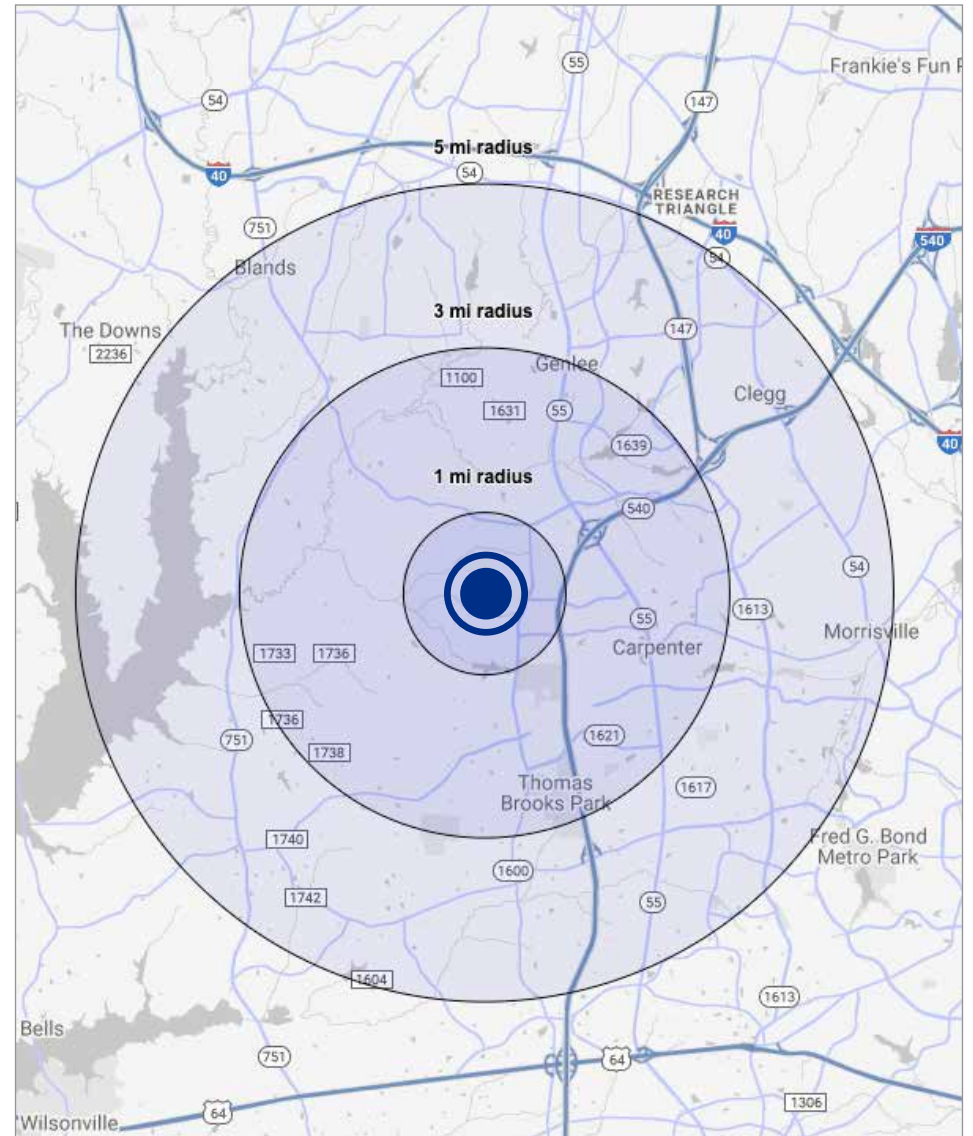 55
Frankie's Fun P
54
147
5 mi radius
40
54
RESEARCH
TRIANGLE
751
40
540
54
Blands
3 mi radius
The Downs
2236
147
Genlee
1100
Clegg
1631
55
1639
40
1 mi radius
540
54
1613
55
Morrisville
Carpenter
1733
1736
1736
751
1738
1621
Thomas
Brooks Park
1617
1740
Fred G. Bond
Metro Park
1600
1742
55
1604
1613
Bells
751
64
1306
64
Wilsonville